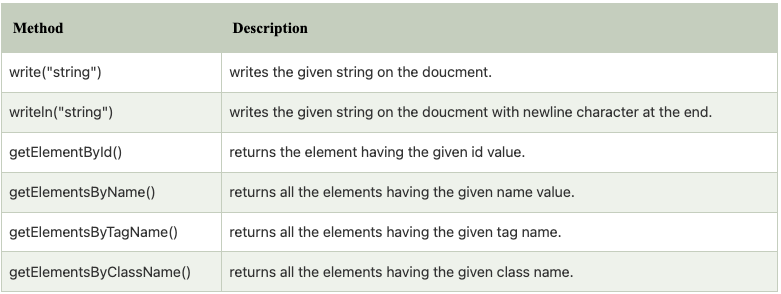 Method Description
write("string") writes the given string on the doucment.
writeln("string") writes the given string on the doucment with newline character at the end.
getElementById() returns the element having the given id value.
getElementsByName() returns all the elements having the given name value.
getElementsByTagName() returns all the elements having the given tag name.
getElementsByClassName() returns all the elements having the given class name.